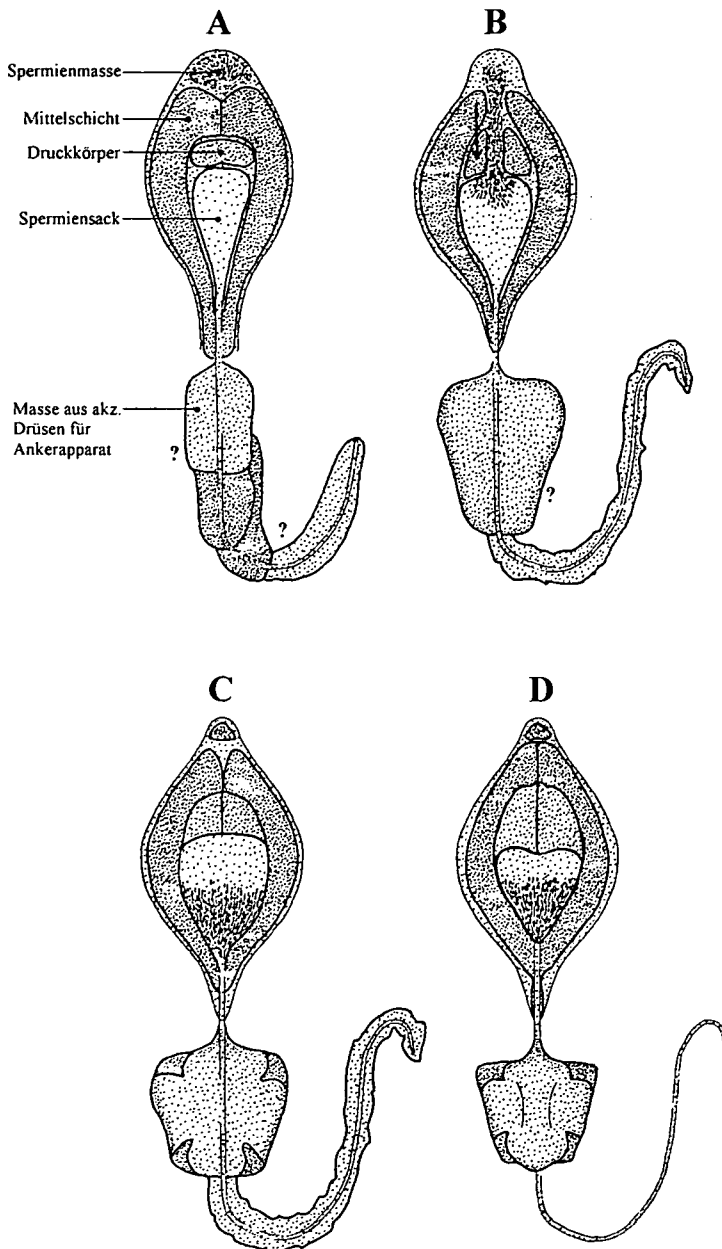 A
B
Spermienmasse
Mittelschicht
Druckkörper
Spermiensack
Masse aus akz.
Drüsen für
Ankerapparat
?
?
?
C
D